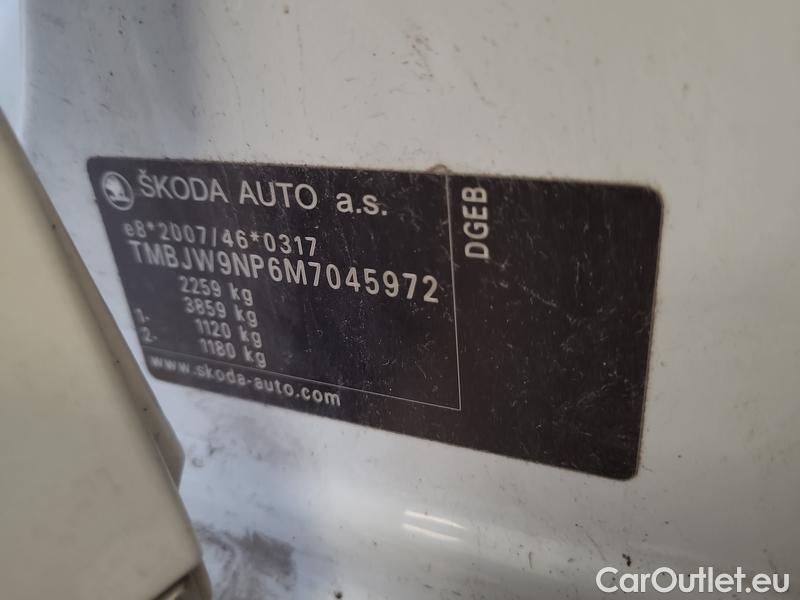 ŠKODA AUTO a.s.
e8*2007/46*0317
TMBJW9NP6M7045972
2259 kg
3859 kg
1- 1120 kg
2- 1180 kg
www.skoda-auto.com
DGEB
CarOutlet.eu